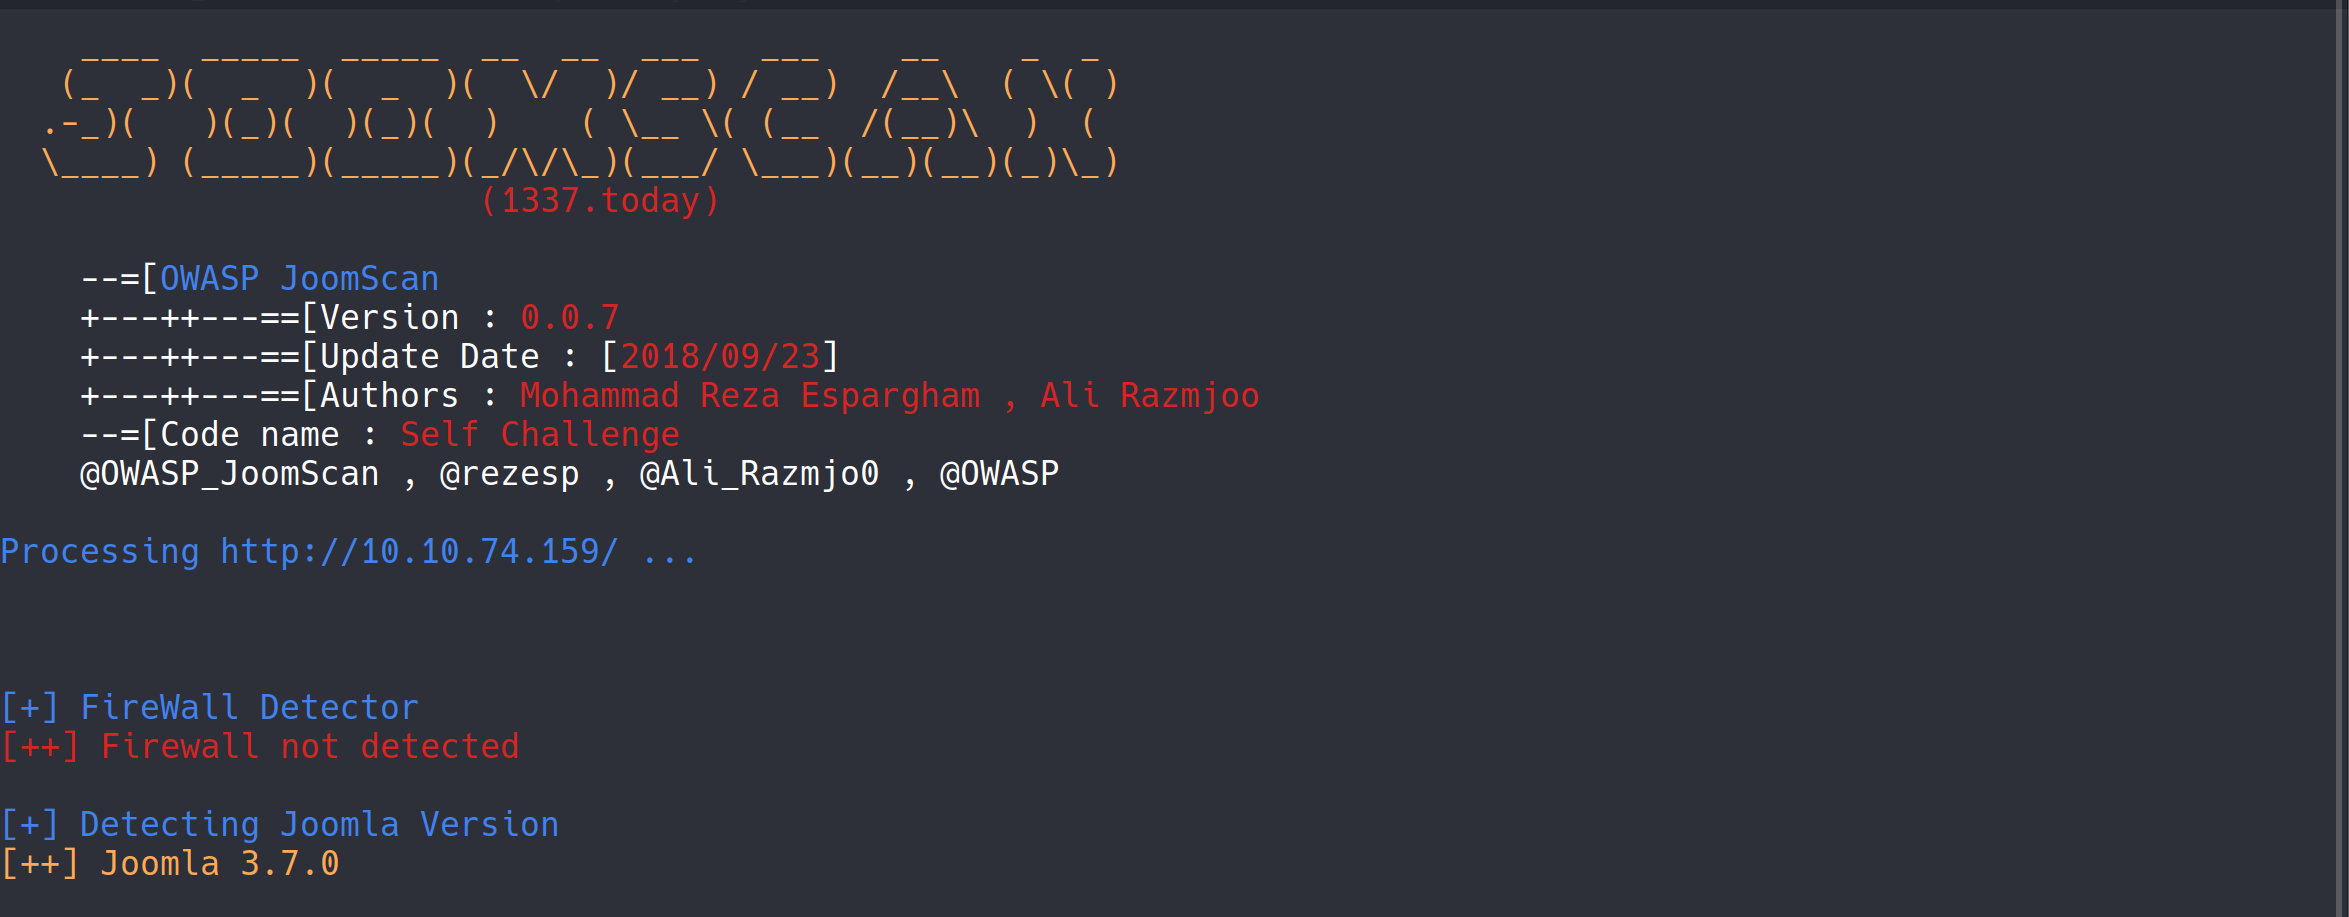 ____  _____  _____  __  __  ___   ___    __    _  _
   (_  _)(  _  )(  _  )(  \/  )/ __) / __)  /__\  ( \( )
  .-_)(   )(_)(  )(_)(  )    ( \__ \( (__  /(__)\  )  (
  \____) (_____)(_____)(_/\/\_)(___/ \___)(__)(__)(_)\_)
                        (1337.today)
    --=[OWASP JoomScan
    +---++---==[Version : 0.0.7
    +---++---==[Update Date : [2018/09/23]
    +---++---==[Authors : Mohammad Reza Espargham , Ali Razmjoo
    --=[Code name : Self Challenge
    @OWASP_JoomScan , @rezesp , @Ali_Razmjo0 , @OWASP
Processing http://10.10.74.159/ ...
[+] FireWall Detector
[++] Firewall not detected
[+] Detecting Joomla Version
[++] Joomla 3.7.0